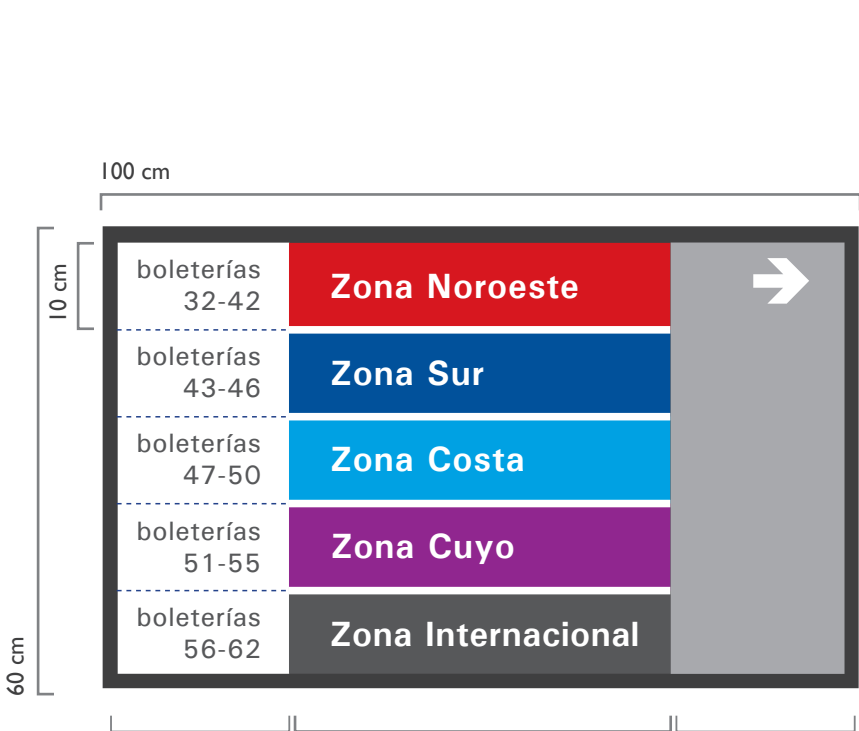 100 cm
10 cm
60 cm
boleterías
32-42
Zona Noroeste
boleterías
43-46
Zona Sur
boleterías
47-50
Zona Costa
boleterías
51-55
Zona Cuyo
boleterías
56-62
Zona Internacional